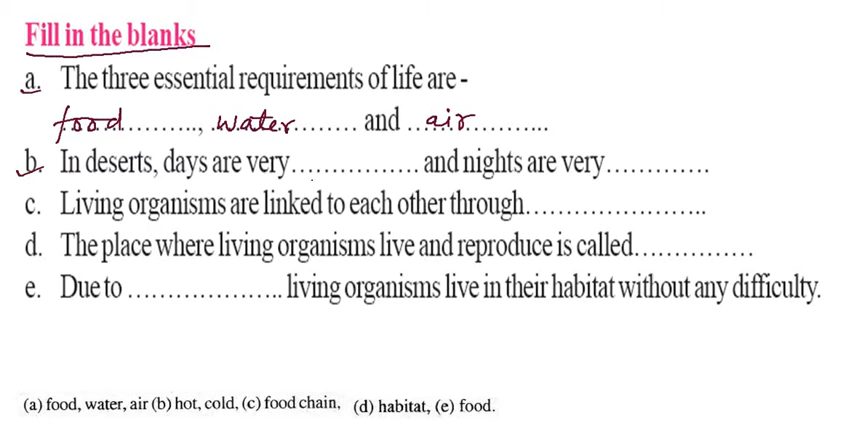 Fill in the blanks
a. The three essential requirements of life are -
food.........., .water........ and ...air...........
b. In deserts, days are very................ and nights are very.............
c. Living organisms are linked to each other through.......................
d. The place where living organisms live and reproduce is called...............
e. Due to .................... living organisms live in their habitat without any difficulty.
(a) food, water, air (b) hot, cold, (c) food chain, (d) habitat, (e) food.